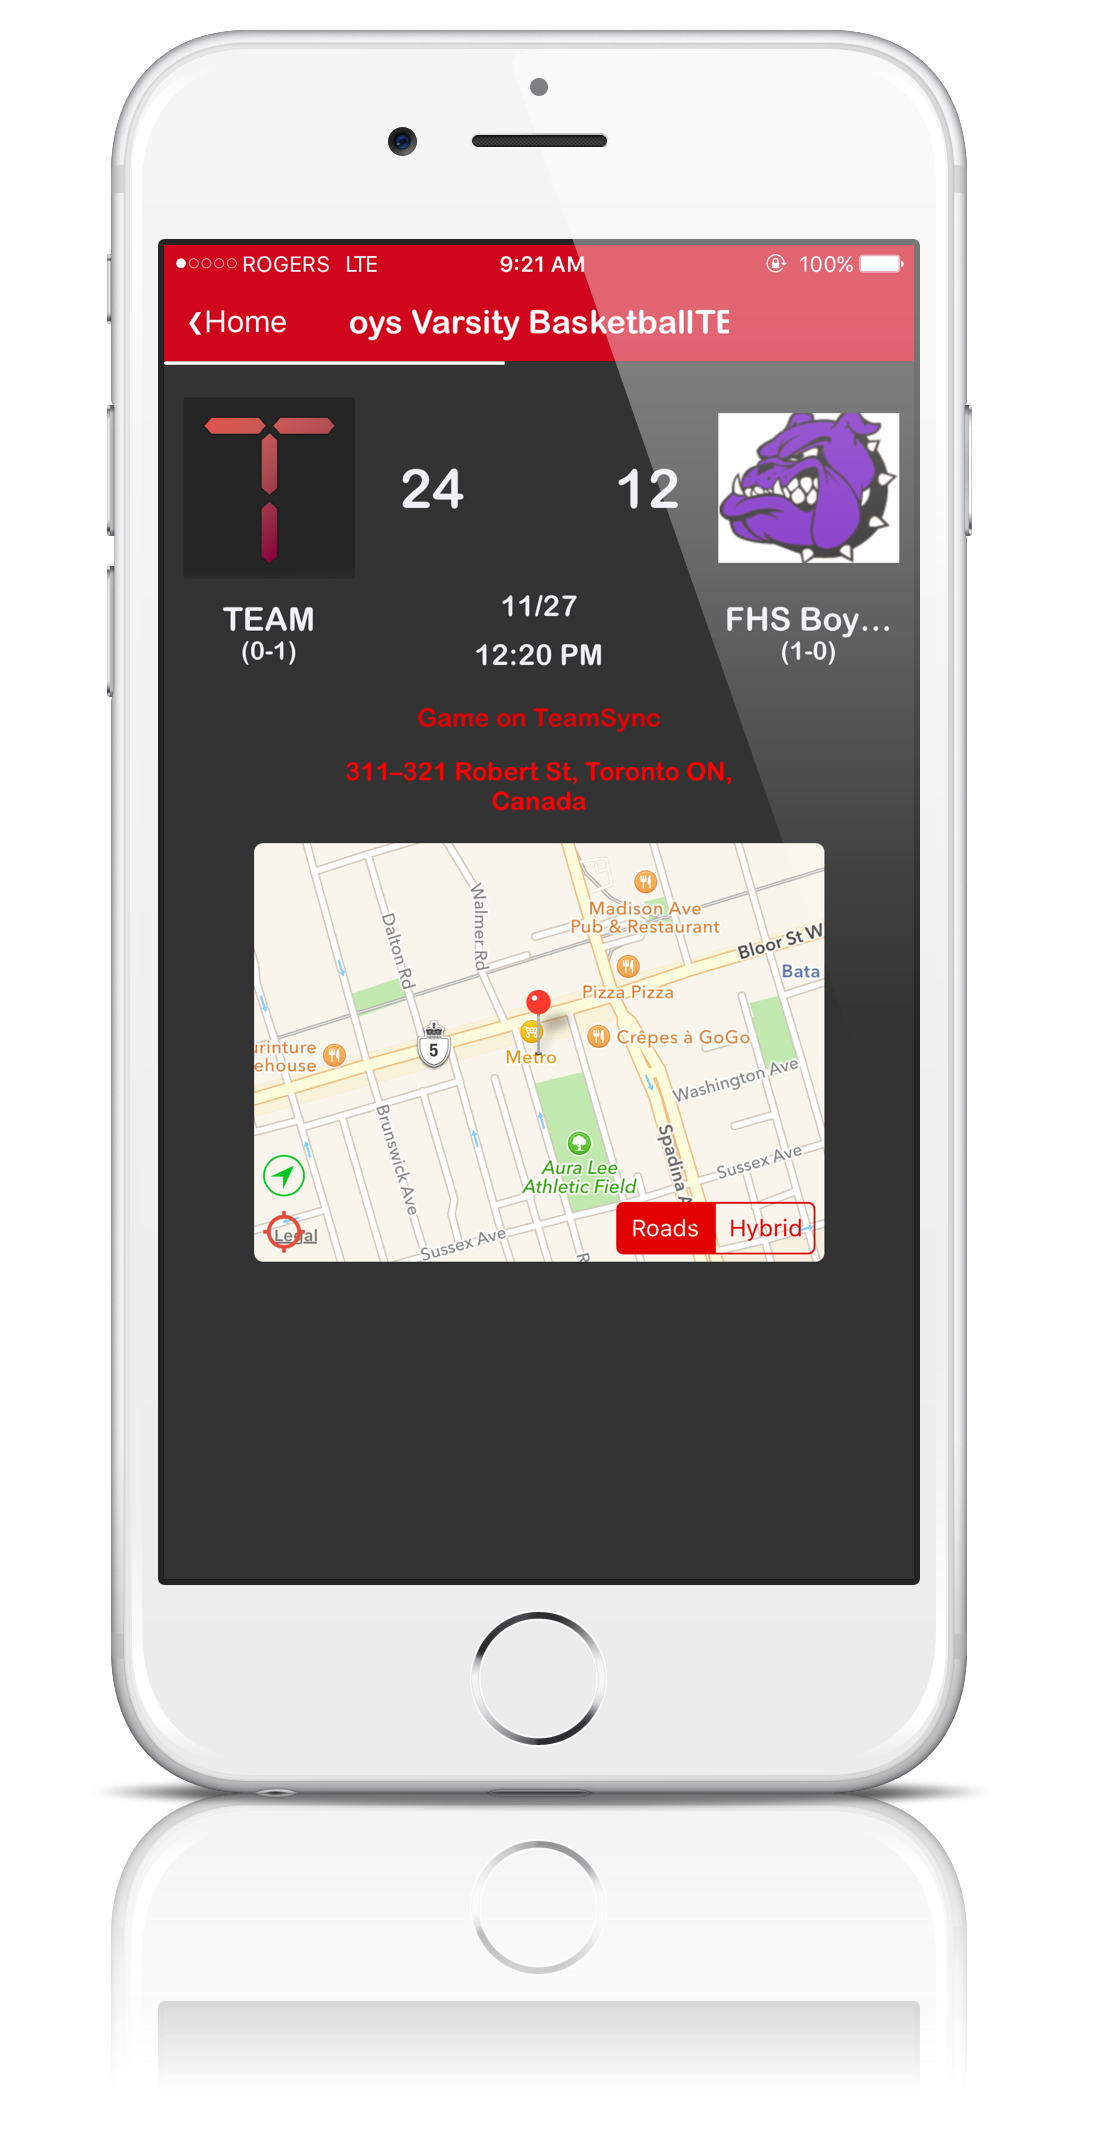 ROGERS LTE 9:21 AM 100%
Home oys Varsity BasketballTE
24 12
TEAM
(0-1)
11/27
12:20 PM
FHS Boy...
(1-0)
Game on TeamSync
311–321 Robert St, Toronto ON,
Canada
Madison Ave
Pub & Restaurant
Dalton Rd
Walmer Rd
Bloor St W
Bata
Pizza Pizza
urinture
ehouse
5
Metro
Crêpes à GoGo
Washington Ave
Brunswick Ave
Spadina A
Aura Lee
Athletic Field
Sussex Ave
Sussex Ave
R
Legal
Roads Hybrid